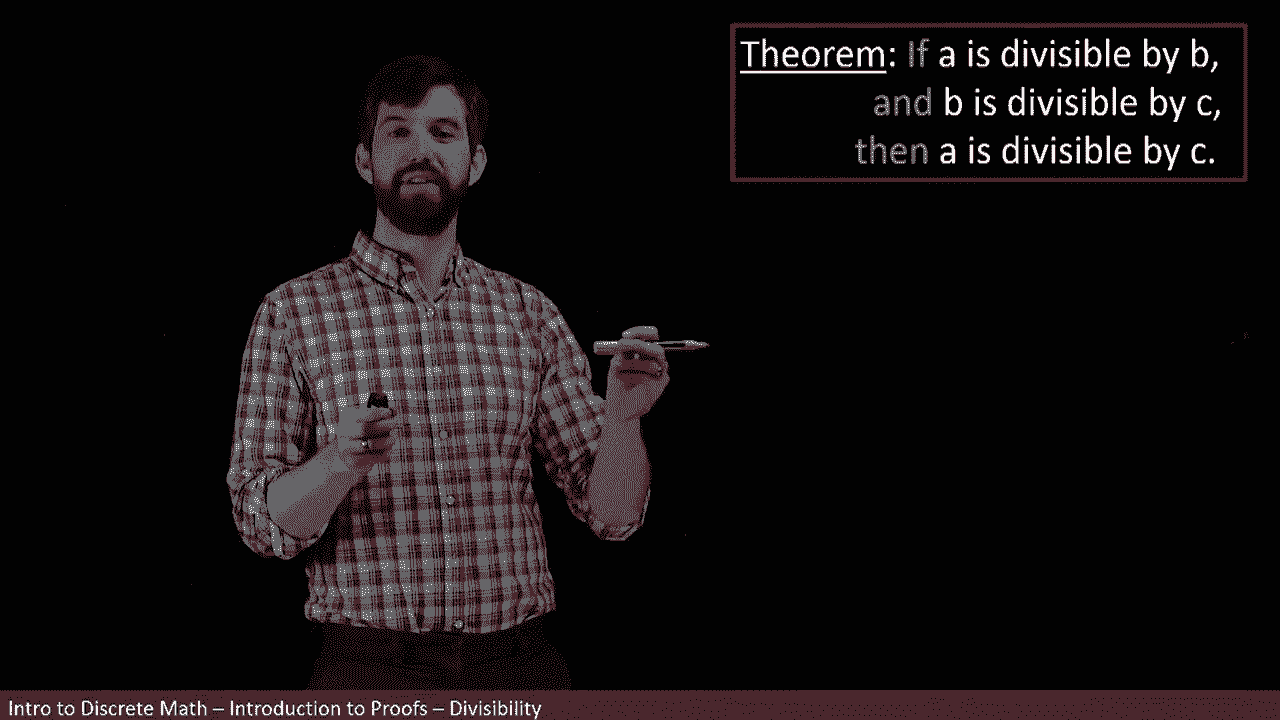 Theorem: If a is divisible by b,
and b is divisible by c,
then a is divisible by c.
Intro to Discrete Math – Introduction to Proofs – Divisibility